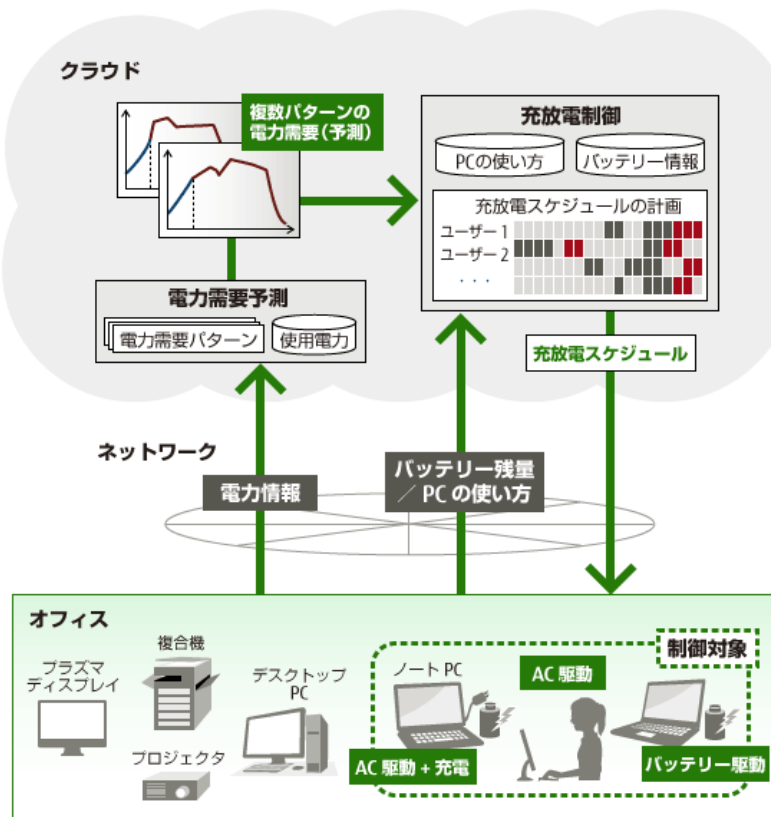 クラウド
複数パターンの
電力需要(予測)
充放電制御
PCの使い方
バッテリー情報
充放電スケジュールの計画
ユーザー 1
ユーザー 2
・・・
電力需要予測
電力需要パターン
使用電力
充放電スケジュール
ネットワーク
電力情報
バッテリー残量
／PC の使い方
オフィス
プラズマ
ディスプレイ
複合機
プロジェクタ
デスクトップ
PC
制御対象
ノート PC
AC 駆動
AC 駆動 + 充電
バッテリー駆動